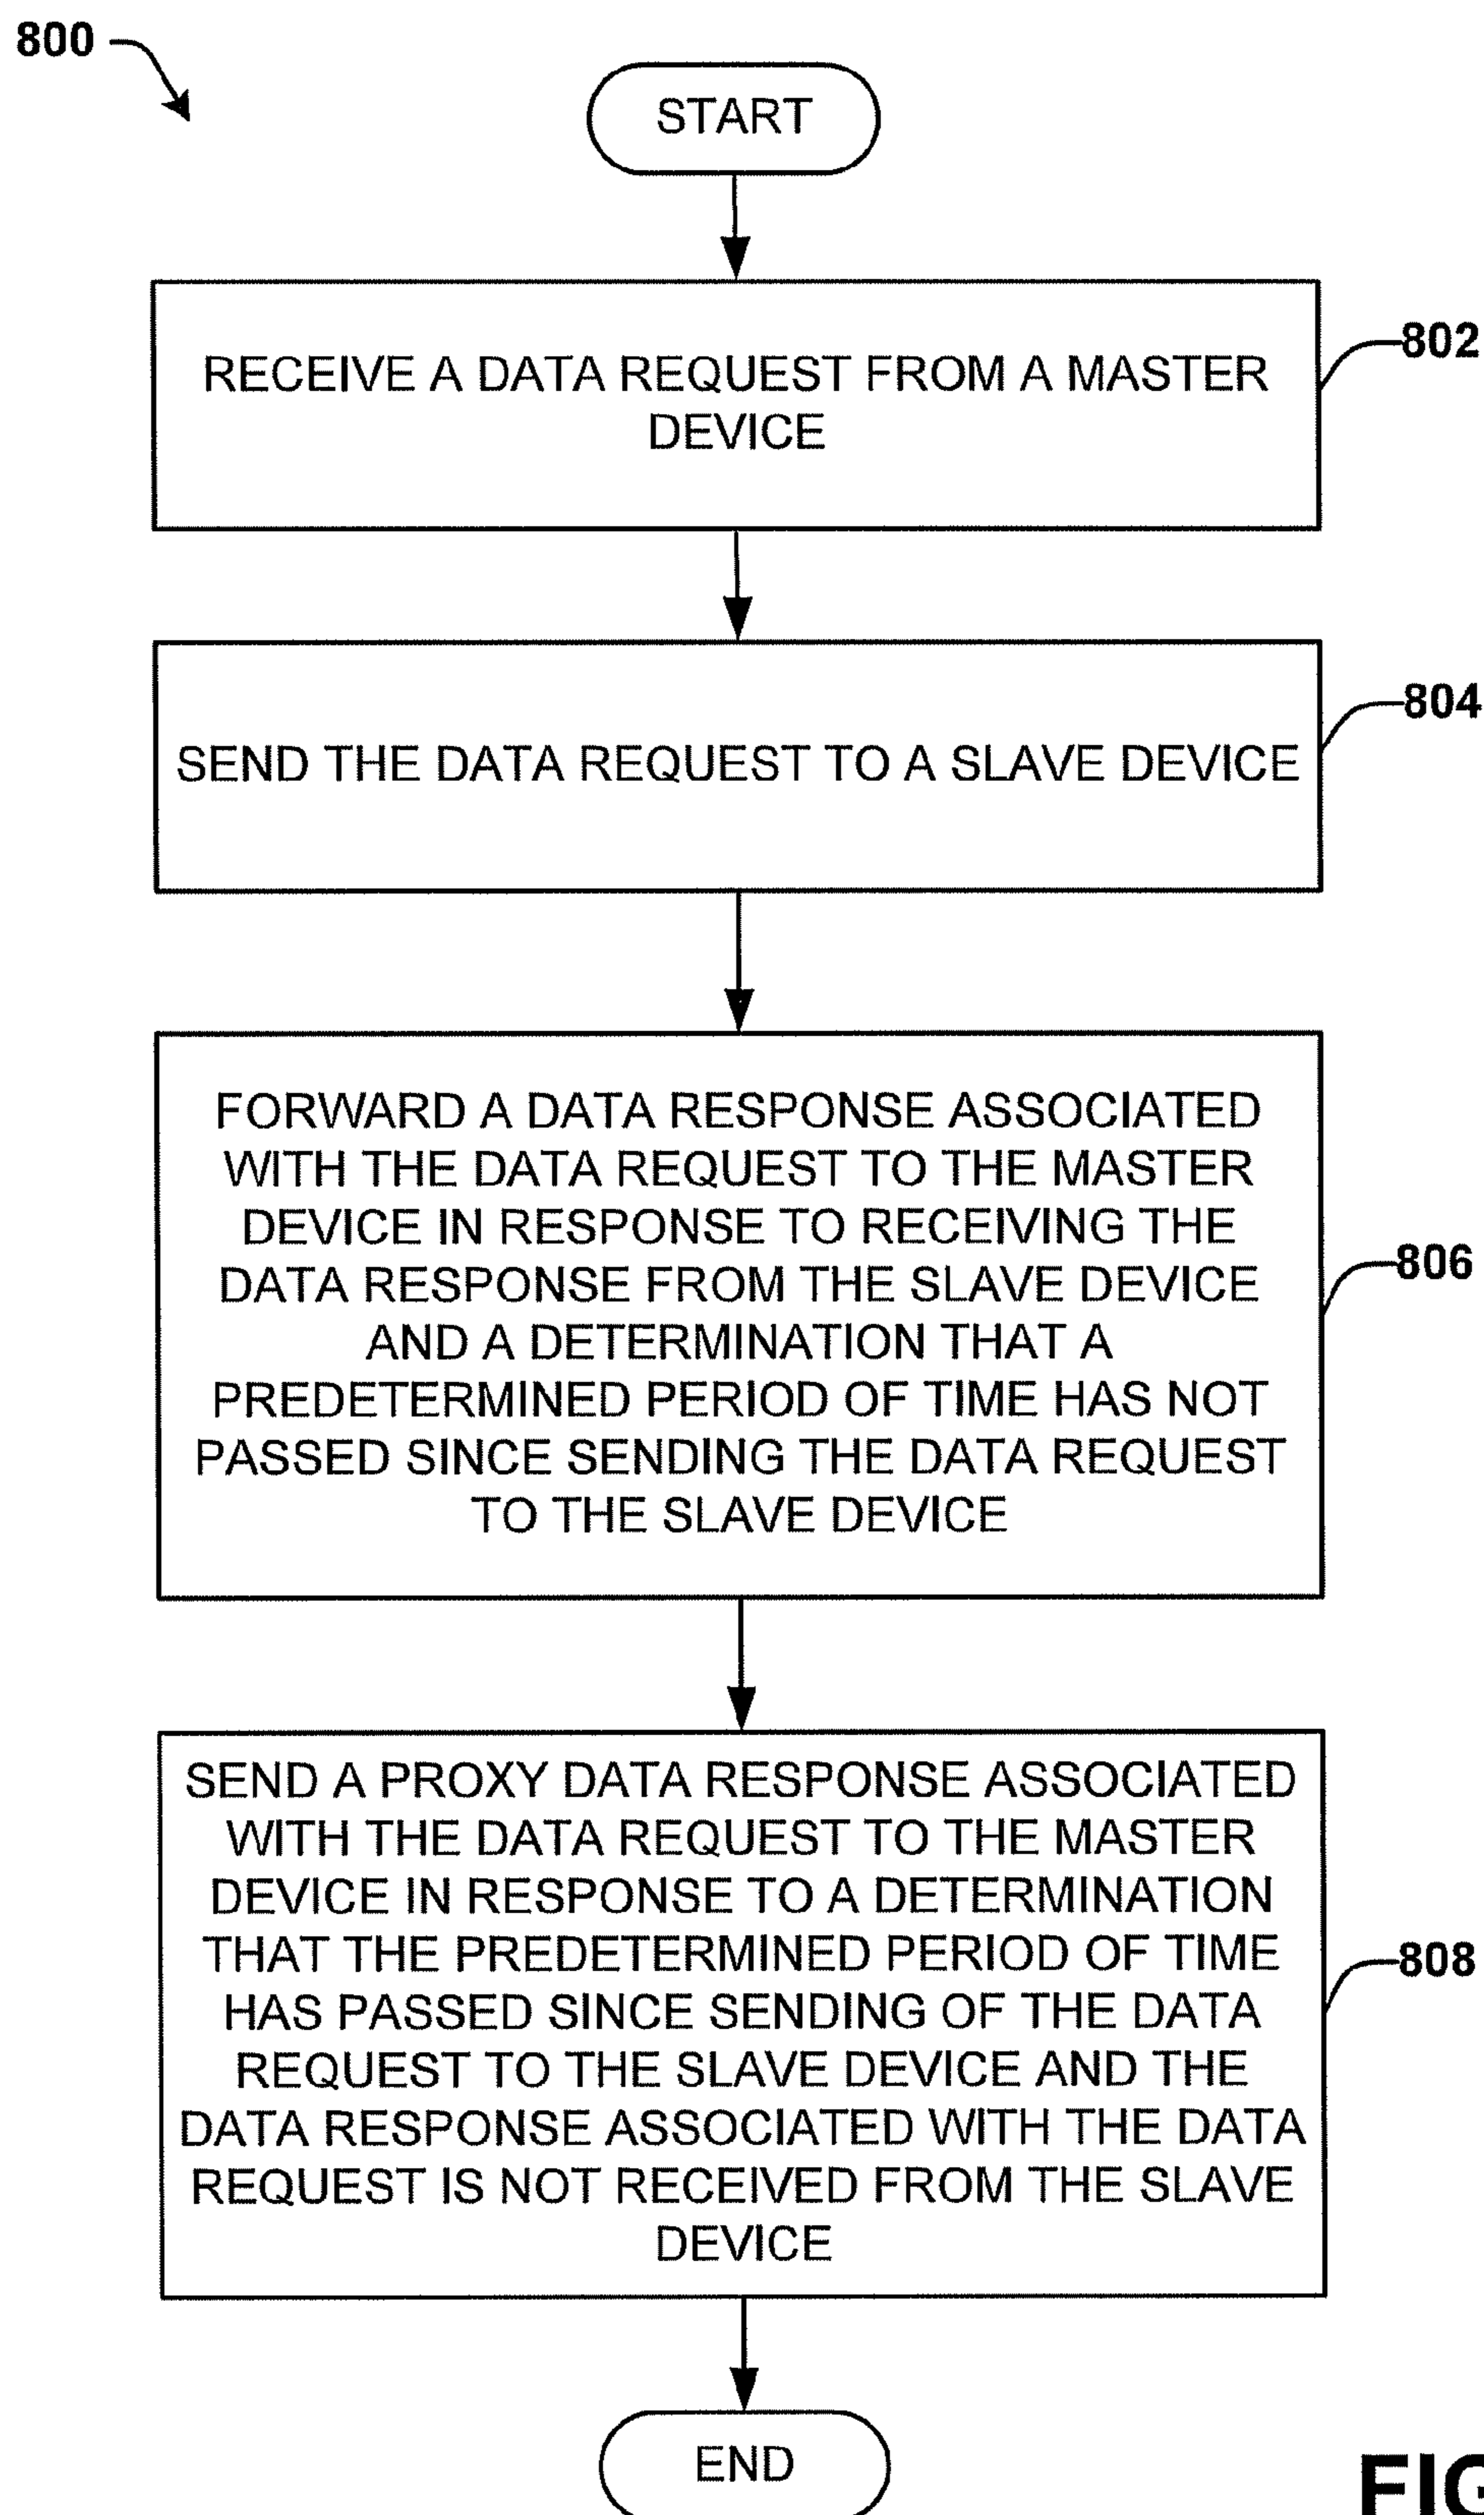 800
START
RECEIVE A DATA REQUEST FROM A MASTER
DEVICE
802
SEND THE DATA REQUEST TO A SLAVE DEVICE
804
FORWARD A DATA RESPONSE ASSOCIATED
WITH THE DATA REQUEST TO THE MASTER
DEVICE IN RESPONSE TO RECEIVING THE
DATA RESPONSE FROM THE SLAVE DEVICE
AND A DETERMINATION THAT A
PREDETERMINED PERIOD OF TIME HAS NOT
PASSED SINCE SENDING THE DATA REQUEST
TO THE SLAVE DEVICE
806
SEND A PROXY DATA RESPONSE ASSOCIATED
WITH THE DATA REQUEST TO THE MASTER
DEVICE IN RESPONSE TO A DETERMINATION
THAT THE PREDETERMINED PERIOD OF TIME
HAS PASSED SINCE SENDING OF THE DATA
REQUEST TO THE SLAVE DEVICE AND THE
DATA RESPONSE ASSOCIATED WITH THE DATA
REQUEST IS NOT RECEIVED FROM THE SLAVE
DEVICE
808
END